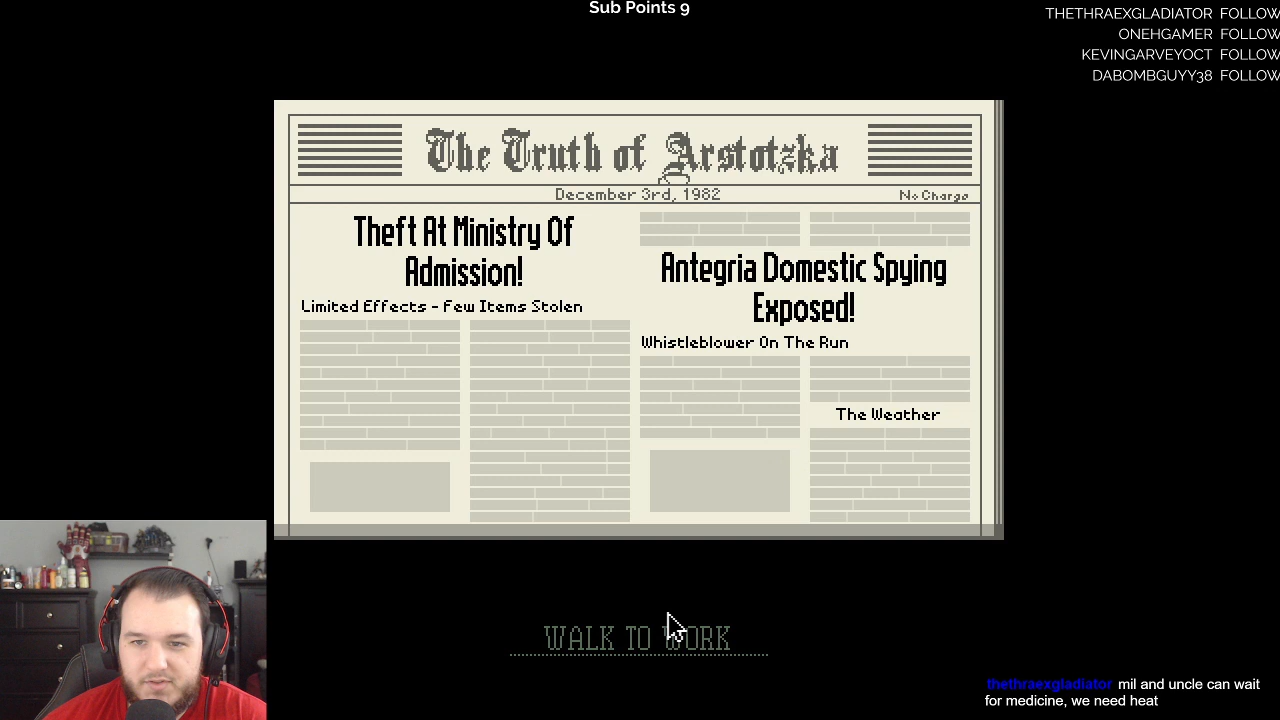 Sub Points 9
THETHRAEXGLADIATOR FOLLOW
ONEHGAMER FOLLOW
KEVINGARVEYOCT FOLLOW
DABOMBGUYY38 FOLLOW
The Truth of Arstotzka
December 3rd, 1982
No Charge
Theft At Ministry Of
Admission!
Limited Effects - Few Items Stolen
Antegria Domestic Spying
Exposed!
Whistleblower On The Run
The Weather
WALK TO WORK
thethraexgladiator mil and uncle can wait
for medicine, we need heat